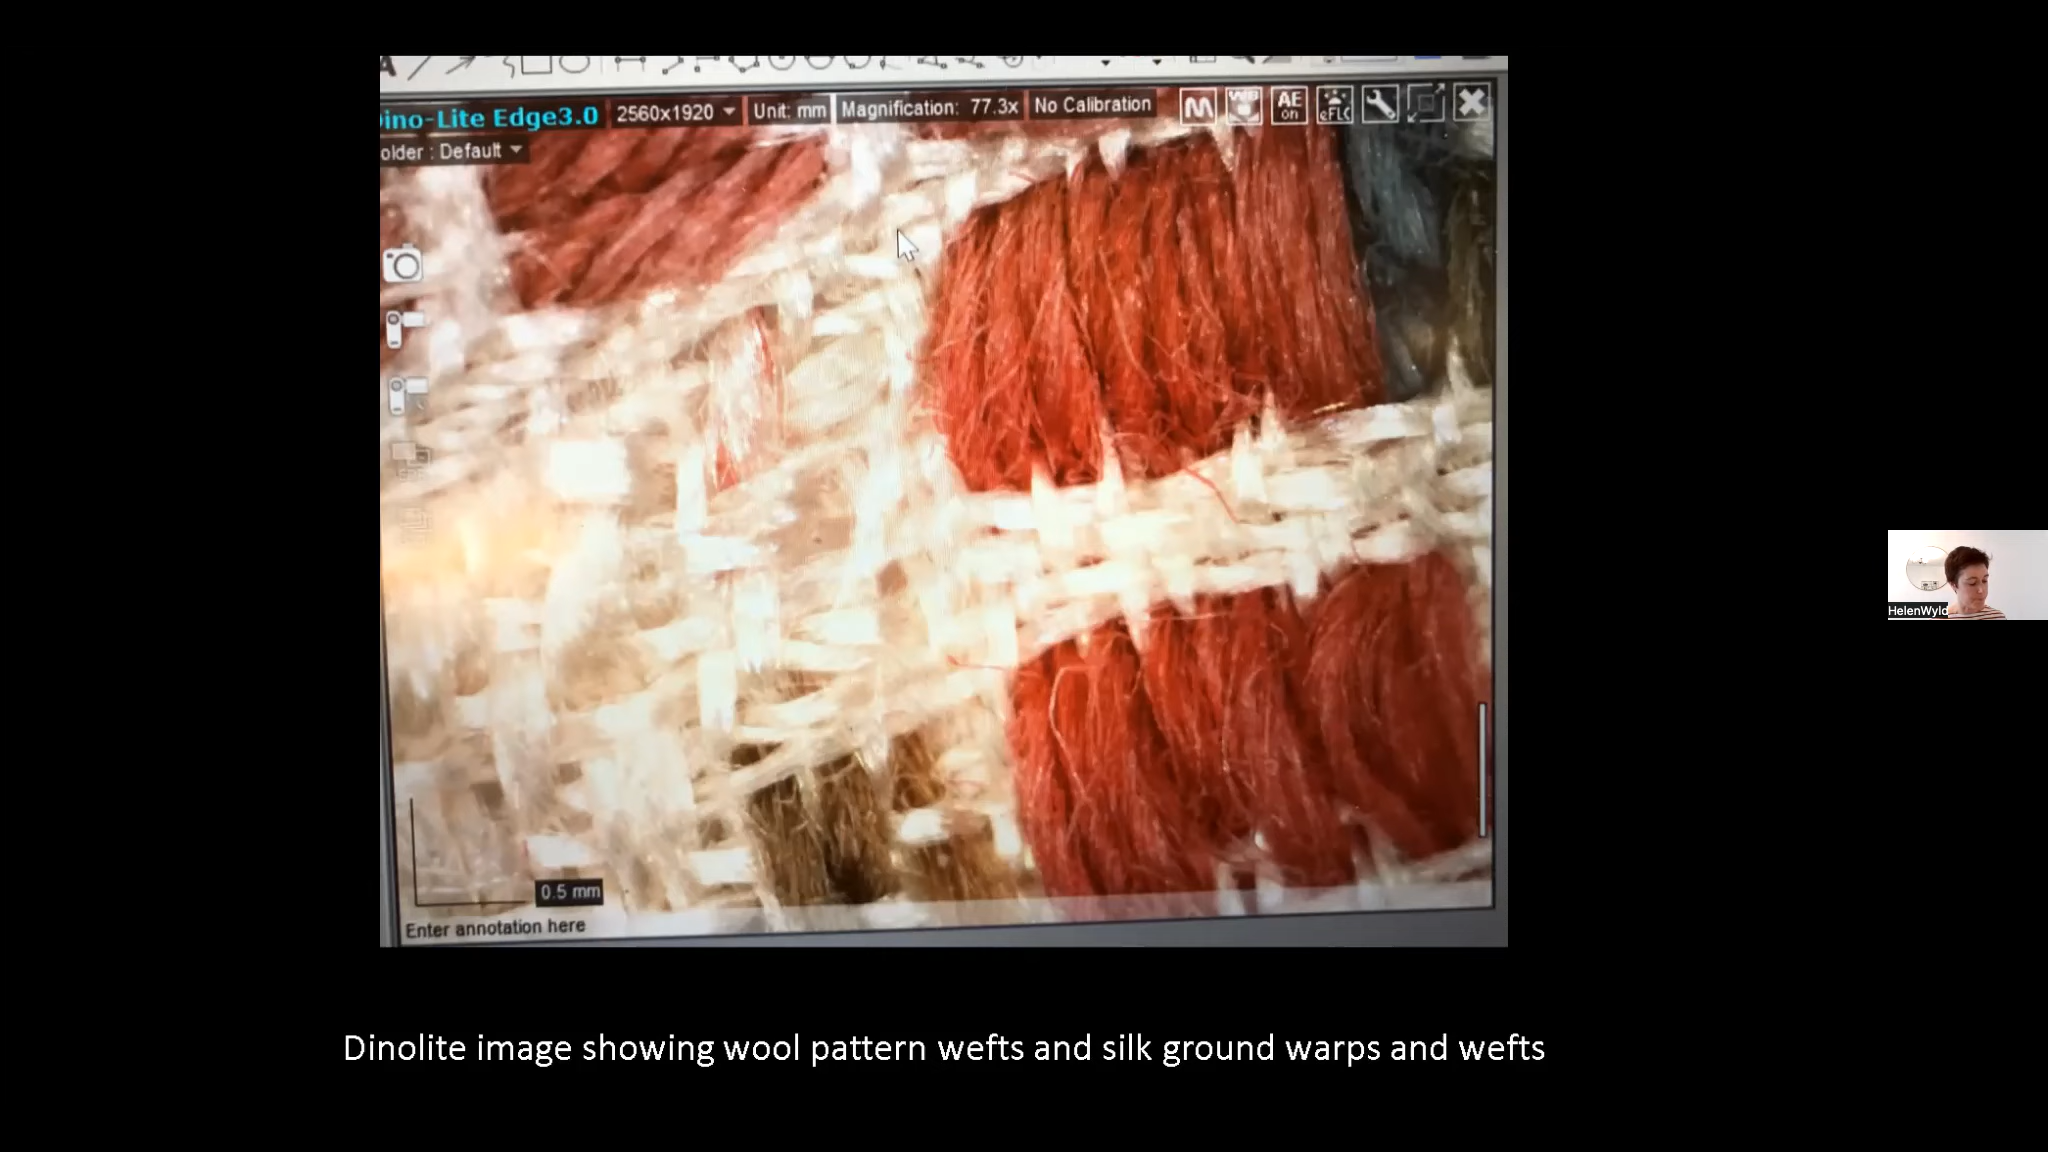 ino-Lite Edge3.0 2560x1920 Unit: mm Magnification: 77.3x No Calibration AE on eFLC
older : Default
0.5 mm
Enter annotation here
HelenWyld
Dinolite image showing wool pattern wefts and silk ground warps and wefts